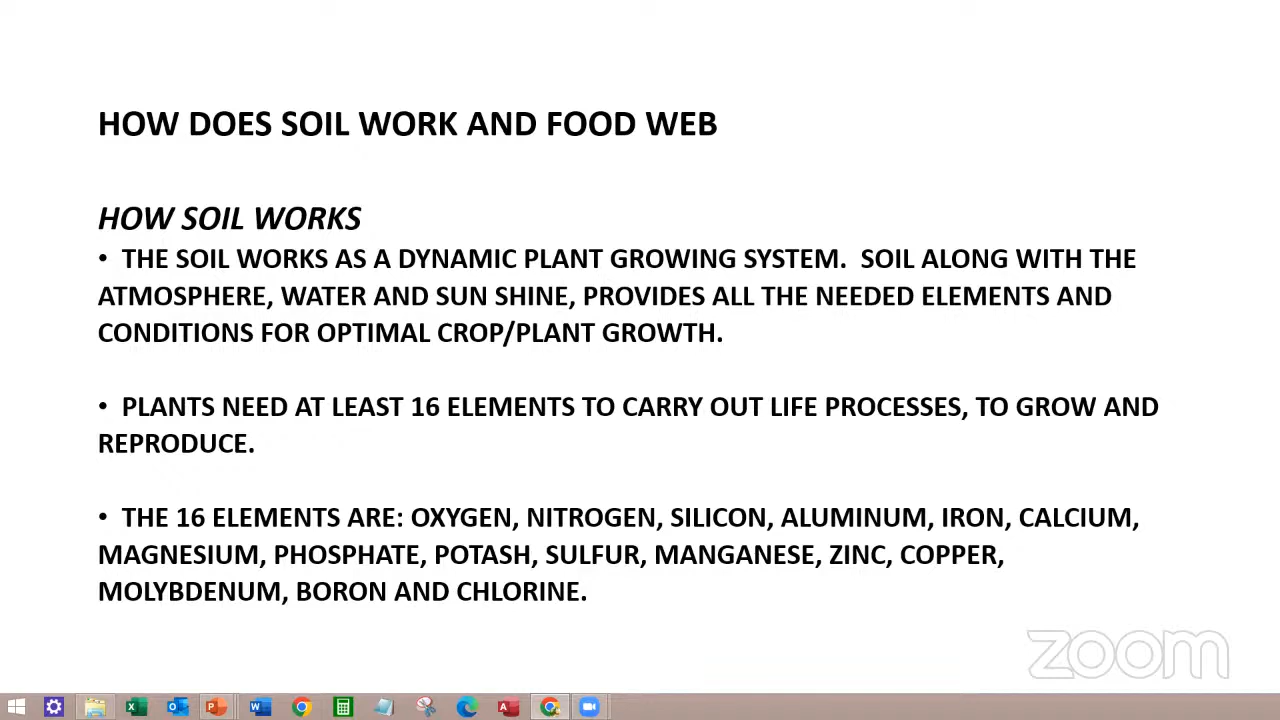 HOW DOES SOIL WORK AND FOOD WEB
HOW SOIL WORKS
• THE SOIL WORKS AS A DYNAMIC PLANT GROWING SYSTEM.  SOIL ALONG WITH THE
ATMOSPHERE, WATER AND SUN SHINE, PROVIDES ALL THE NEEDED ELEMENTS AND
CONDITIONS FOR OPTIMAL CROP/PLANT GROWTH.
• PLANTS NEED AT LEAST 16 ELEMENTS TO CARRY OUT LIFE PROCESSES, TO GROW AND
REPRODUCE.
• THE 16 ELEMENTS ARE: OXYGEN, NITROGEN, SILICON, ALUMINUM, IRON, CALCIUM,
MAGNESIUM, PHOSPHATE, POTASH, SULFUR, MANGANESE, ZINC, COPPER,
MOLYBDENUM, BORON AND CHLORINE.
zoom